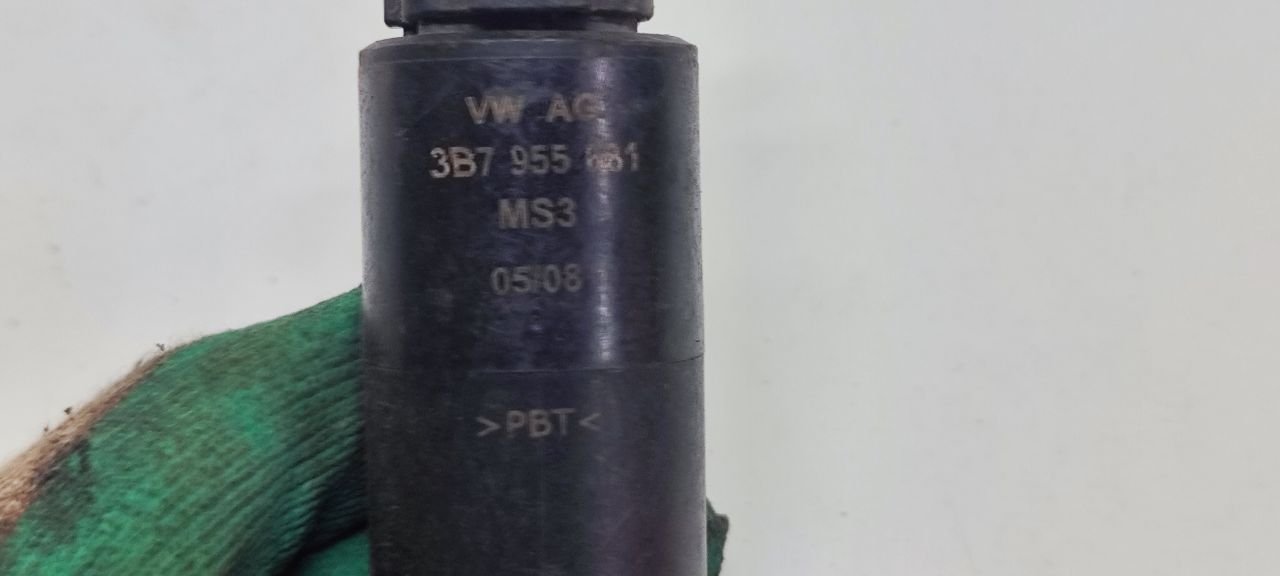 VW AG
3B7 955
MS3
05/08
>PBT<